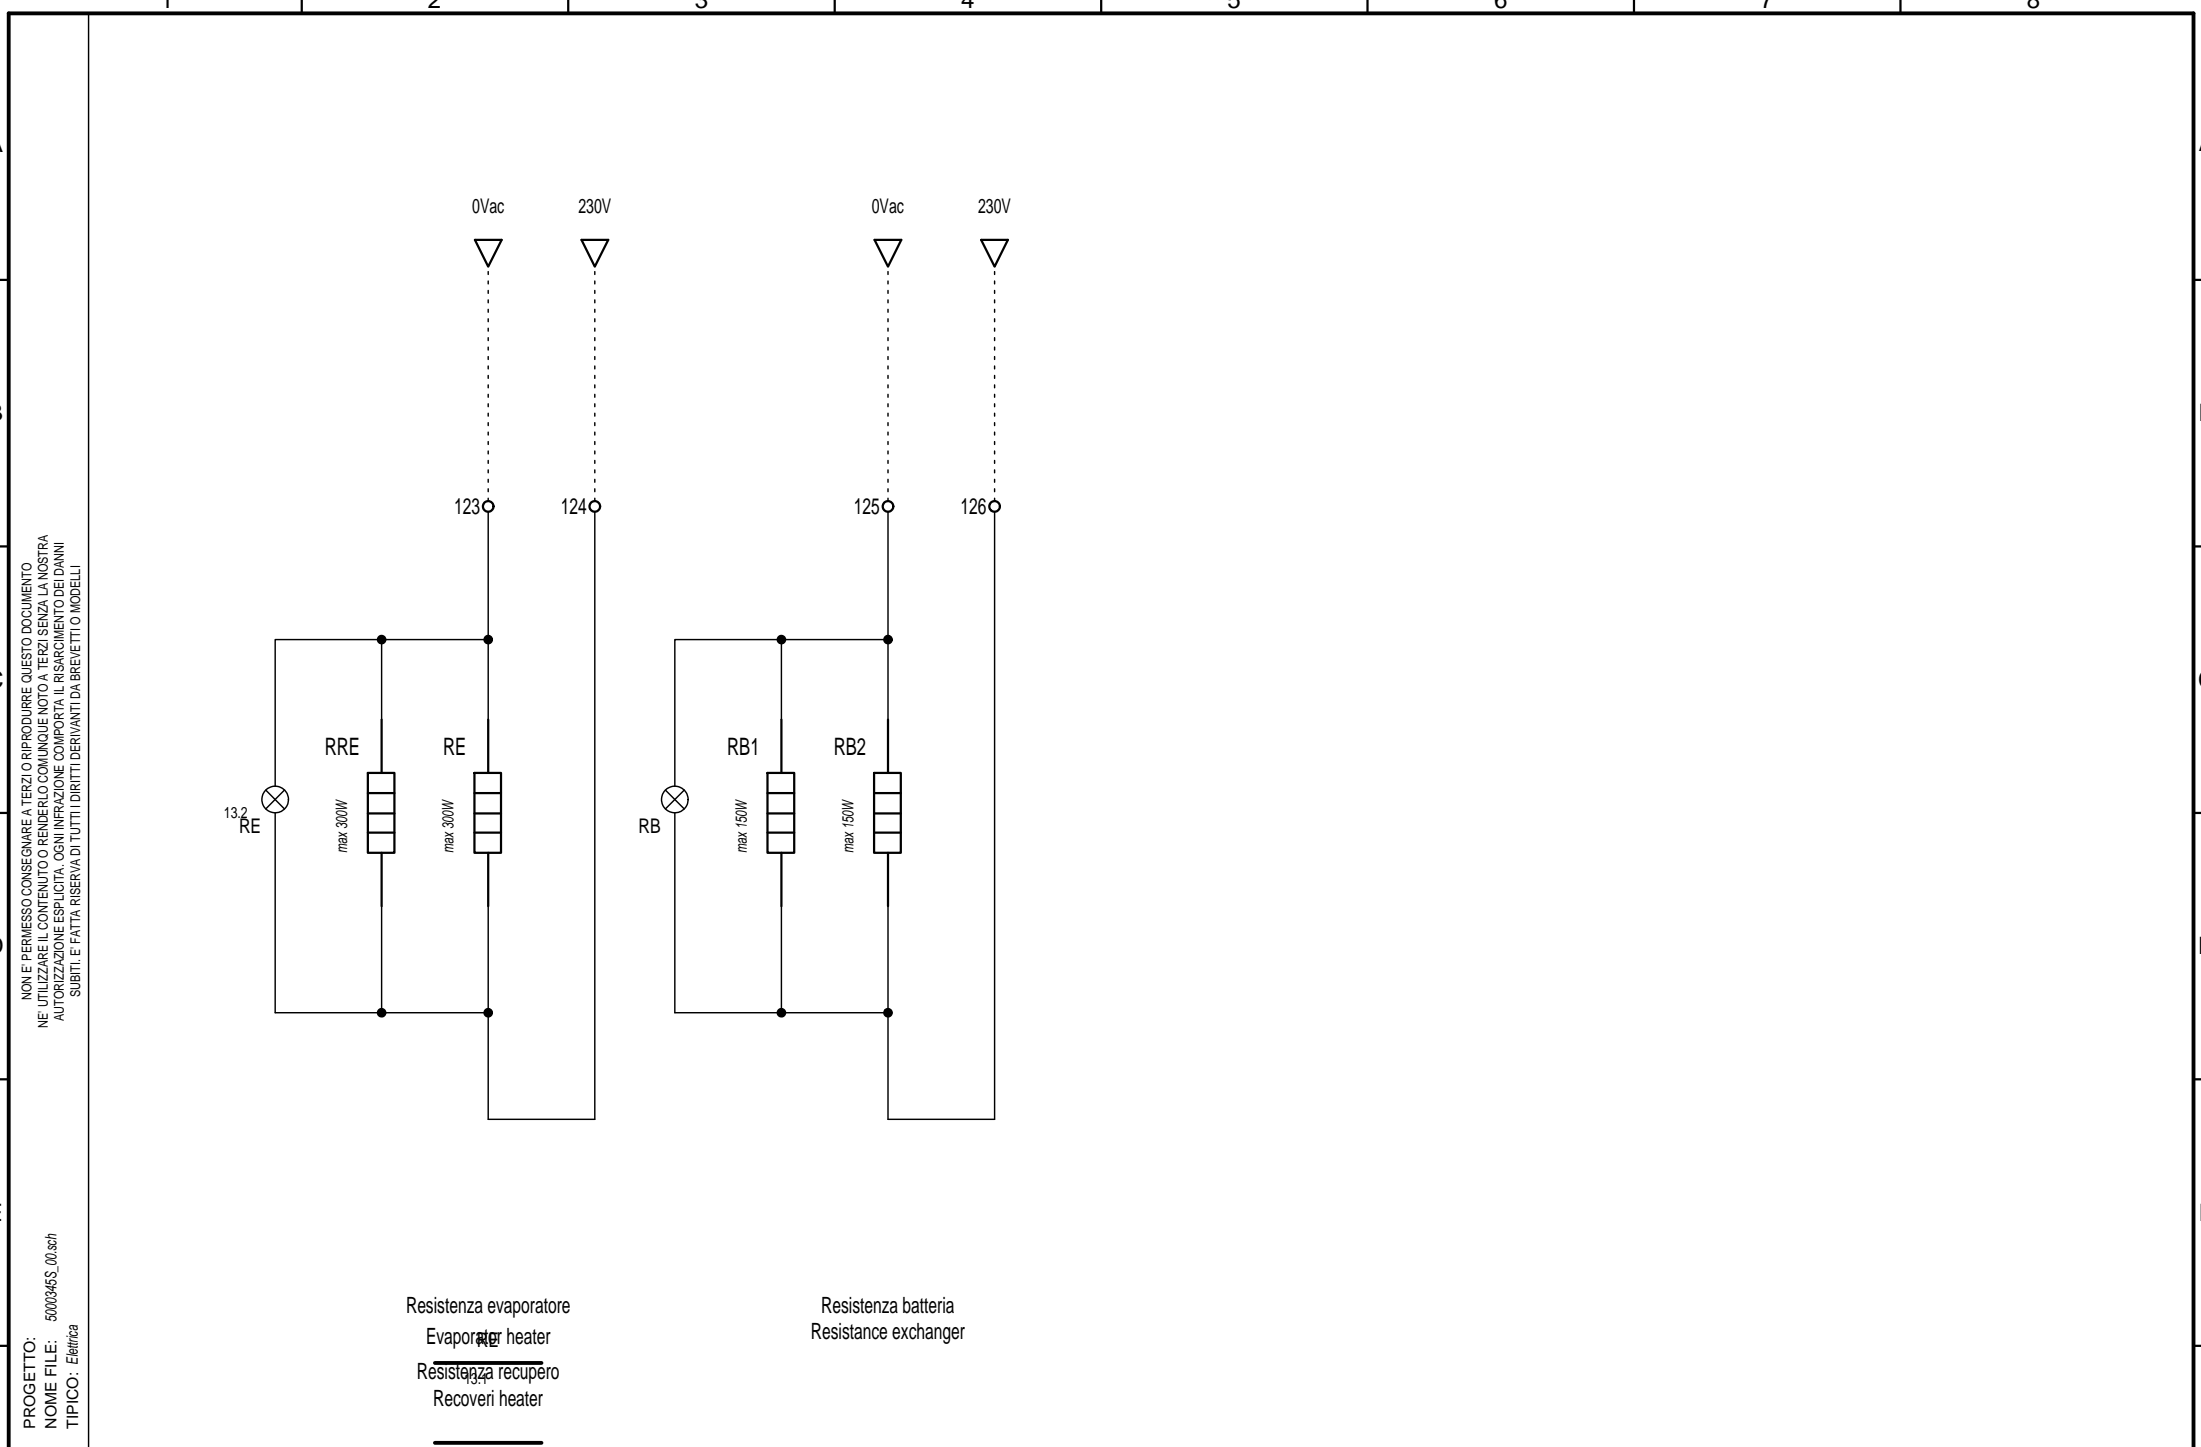 1 2 3 4 5 6 7 8
0Vac 230V 0Vac 230V
123 124 125 126
RRE RE RB1 RB2
max 300W max 300W max 150W max 150W
13.2
RE RB
Resistenza evaporatore
Evaporator heater
RE
Resistenza recupero
13.1
Recoveri heater
Resistenza batteria
Resistance exchanger
NON E' PERMESSO CONSEGNARE A TERZI O RIPRODURRE QUESTO DOCUMENTO
NE' UTILIZZARE IL CONTENUTO O RENDERLO COMUNQUE NOTO A TERZI SENZA LA NOSTRA
AUTORIZZAZIONE ESPLICITA. OGNI INFRAZIONE COMPORTA IL RISARCIMENTO DEI DANNI
SUBITI. E' FATTA RISERVA DI TUTTI I DIRITTI DERIVANTI DA BREVETTI O MODELLI
PROGETTO:
NOME FILE: 5000345S_00.sch
TIPICO: Elettrica